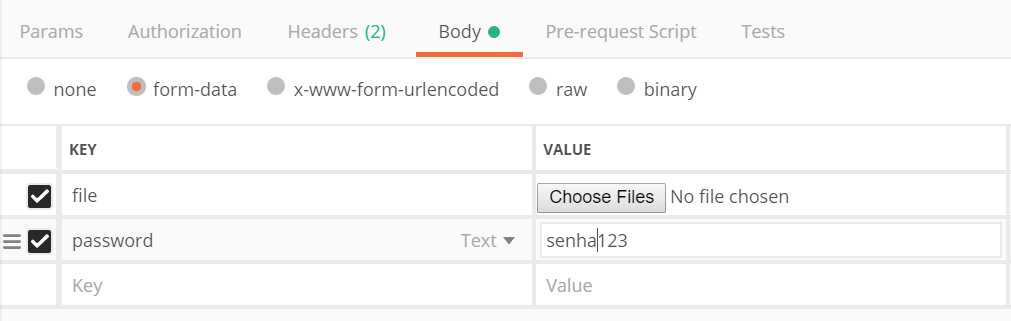 Params Authorization Headers (2) Body Pre-request Script Tests
none form-data x-www-form-urlencoded raw binary
KEY VALUE
file Choose Files No file chosen
password Text senha123
Key Value